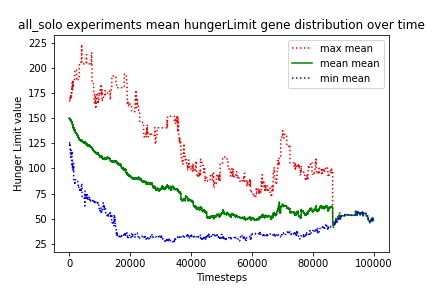 all_solo experiments mean hungerLimit gene distribution over time
max mean
mean mean
min mean
Hunger Limit value
225
200
175
150
125
100
75
50
25
0
20000
40000
60000
80000
100000
Timesteps